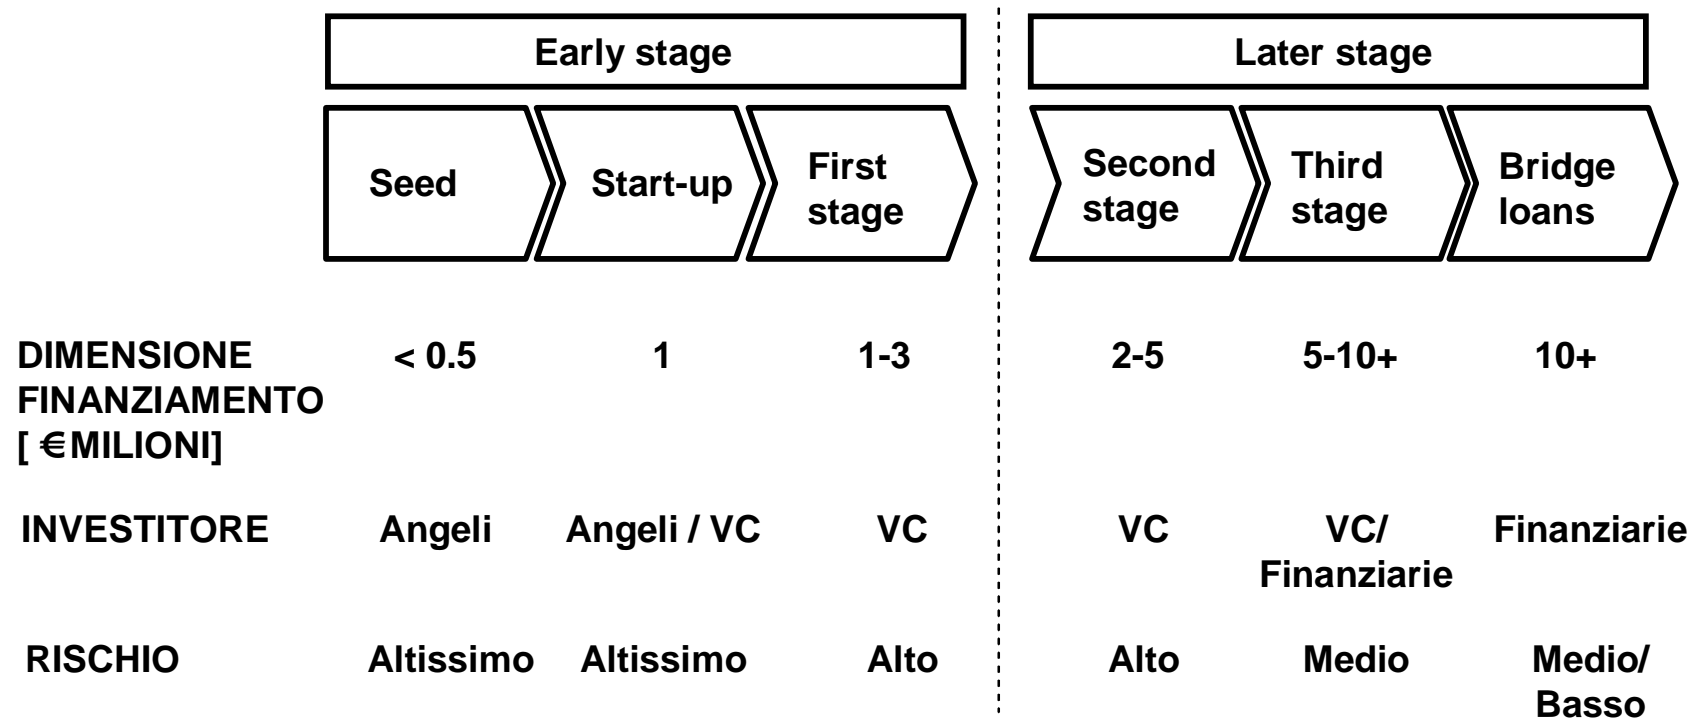 Early stage
Later stage
Seed
Start-up
First
stage
Second
stage
Third
stage
Bridge
loans
DIMENSIONE
FINANZIAMENTO
[ €MILIONI]
< 0.5
1
1-3
2-5
5-10+
10+
INVESTITORE
Angeli
Angeli / VC
VC
VC
VC/
Finanziarie
Finanziarie
RISCHIO
Altissimo
Altissimo
Alto
Alto
Medio
Medio/
Basso